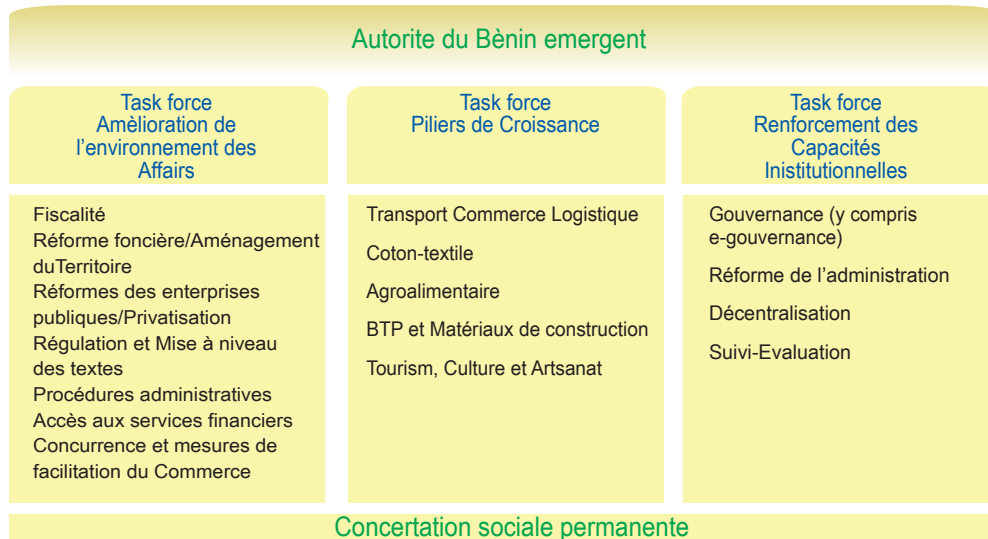 Autorite du Bènin emergent
Task force
Amèlioration de
l'environnement des
Affairs
Task force
Piliers de Croissance
Task force
Renforcement des
Capacités
Inistitutionnelles
Fiscalité
Réforme foncière/Aménagement
duTerritoire
Réformes des enterprises
publiques/Privatisation
Régulation et Mise à niveau
des textes
Procédures administratives
Accès aux services financiers
Concurrence et mesures de
facilitation du Commerce
Transport Commerce Logistique
Coton-textile
Agroalimentaire
BTP et Matériaux de construction
Tourism, Culture et Artsanat
Gouvernance (y compris
e-gouvernance)
Réforme de l'administration
Décentralisation
Suivi-Evaluation
Concertation sociale permanente